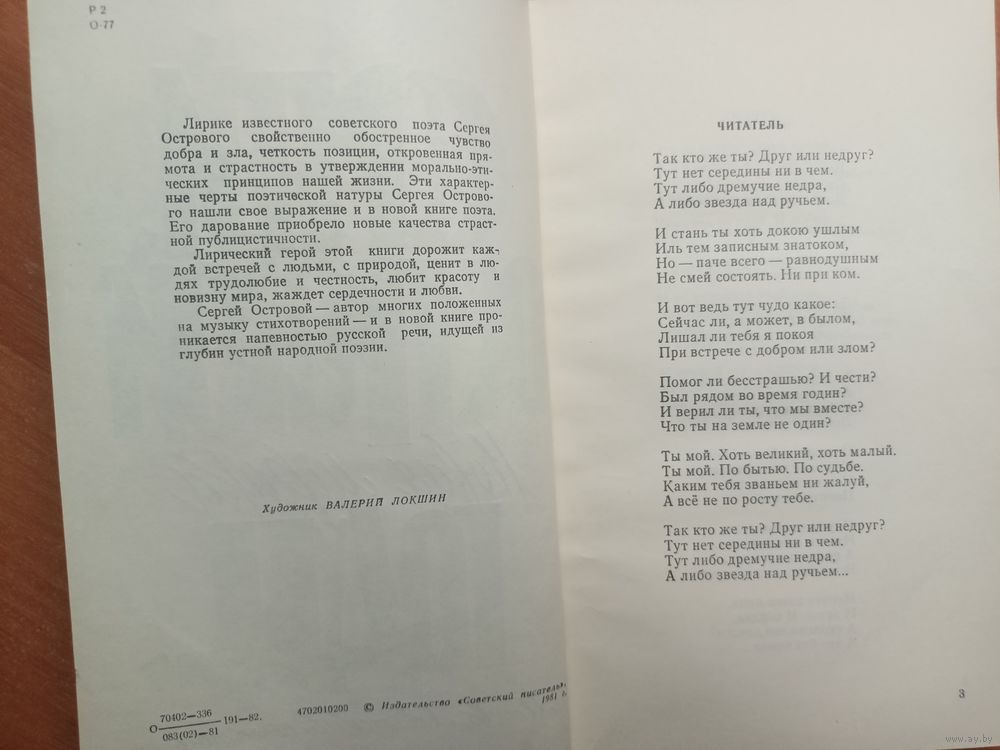 Р 2
О-77
Лирике известного советского поэта Сергея
Острового свойственно обостренное чувство
добра и зла, четкость позиции, откровенная пря-
мота и страстность в утверждении морально-эти-
ческих принципов нашей жизни. Эти характер-
ные черты поэтической натуры Сергея Острово-
го нашли свое выражение и в новой книге поэта.
Его дарование приобрело новые качества страст-
ной публицистичности.
Лирический герой этой книги дорожит каж-
дой встречей с людьми, с природой, ценит в лю-
дях трудолюбие и честность, любит красоту и
новизну мира, жаждет сердечности и любви.
Сергей Островой — автор многих положенных
на музыку стихотворений — и в новой книге про-
никается напевностью русской речи, идущей из
глубин устной народной поэзии.
Художник ВАЛЕРИЙ ЛОКШИН
О 70402—336
083(02)—81 191—82. 4702010200 © Издательство «Советский писатель»,
1981 г.
ЧИТАТЕЛЬ
Так кто же ты? Друг или недруг?
Тут нет середины ни в чем.
Тут либо дремучие недра,
А либо звезда над ручьем.
И стань ты хоть докою ушлым
Иль тем записным знатоком,
Но — паче всего — равнодушным
Не смей состоять. Ни при ком.
И вот ведь тут чудо какое:
Сейчас ли, а может, в былом,
Лишал ли тебя я покоя
При встрече с добром или злом?
Помог ли бесстрашью? И чести?
Был рядом во время годин?
И верил ли ты, что мы вместе?
Что ты на земле не один?
Ты мой. Хоть великий, хоть малый.
Ты мой. По бытью. По судьбе.
Каким тебя званьем ни жалуй,
А всё не по росту тебе.
Так кто же ты? Друг или недруг?
Тут нет середины ни в чем.
Тут либо дремучие недра,
А либо звезда над ручьем...
3
www.ay.by